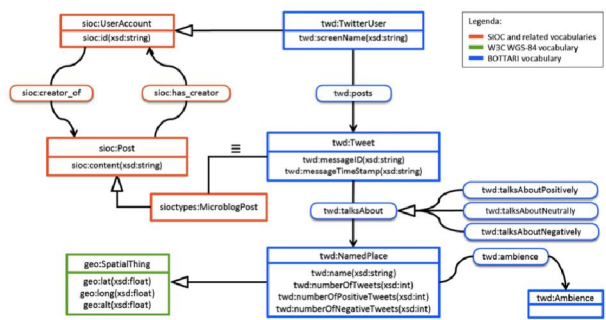 sioc:UserAccount
sioc:id(xsd:string)
twd:TwitterUser
twd:screenName(xsd:string)
Legenda:
SIOC and related vocabularies
W3C WGS-84 vocabulary
BOTTARI vocabulary
sioc:creator_of
sioc:has_creator
twd:posts
sioc:Post
sioc:content(xsd:string)
≡
twd:Tweet
twd:messageID(xsd:string)
twd:messageTimeStamp(xsd:string)
sioctypes:MicroblogPost
twd:talksAbout
twd:talksAboutPositively
twd:talksAboutNeutrally
twd:talksAboutNegatively
geo:SpatialThing
geo:lat(xsd:float)
geo:long(xsd:float)
geo:alt(xsd:float)
twd:NamedPlace
twd:name(xsd:string)
twd:numberOfTweets(xsd:int)
twd:numberOfPositiveTweets(xsd:int)
twd:numberOfNegativeTweets(xsd:int)
twd:ambience
twd:Ambience